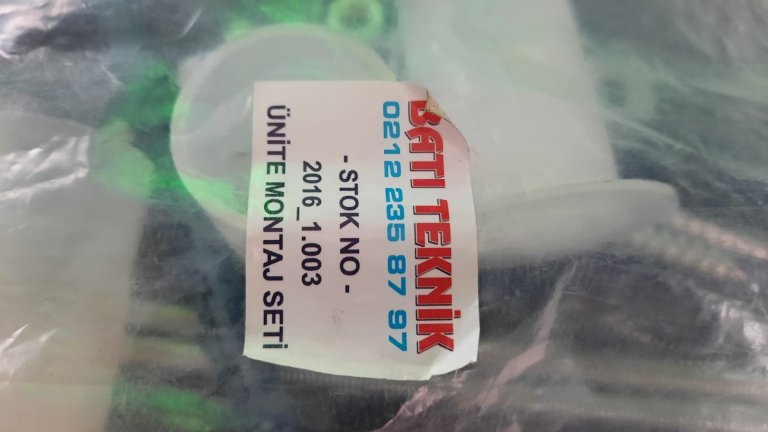 BATI TEKNİK
0212 235 87 97
- STOK NO -
2016_1.003
ÜNİTE MONTAJ SETİ